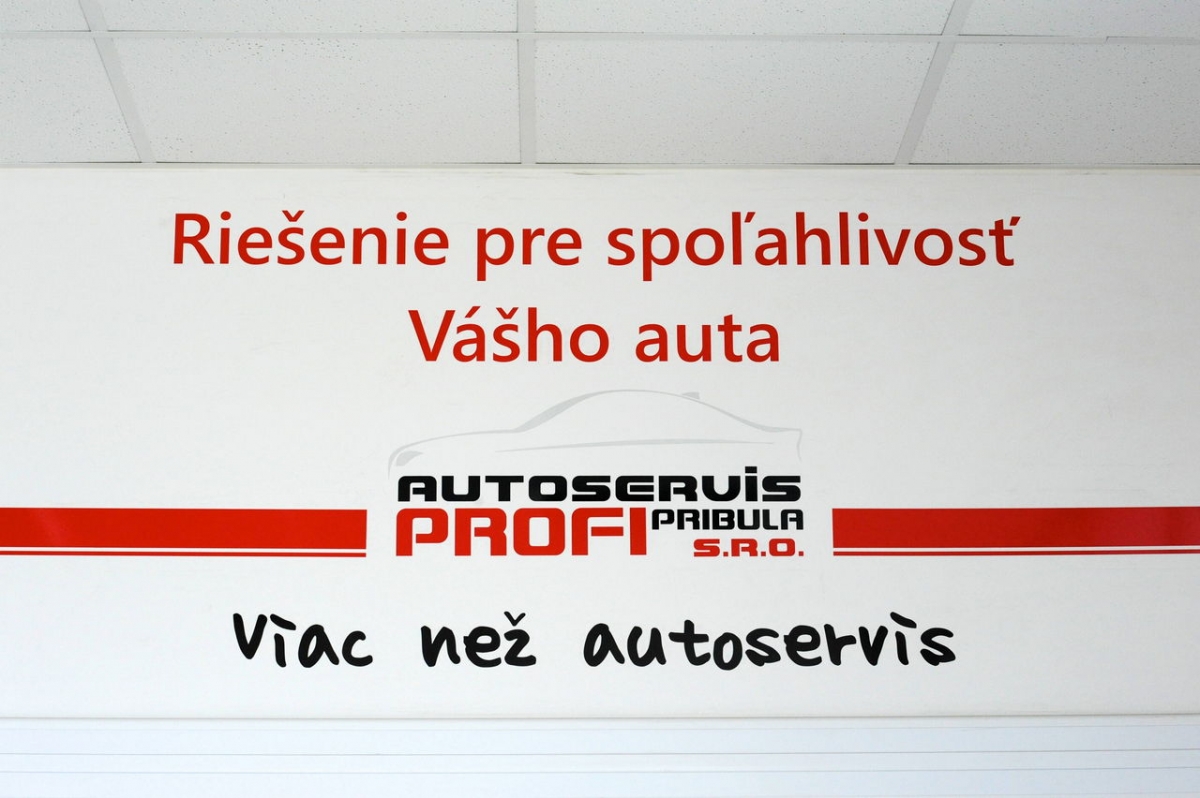 Riešenie pre spoľahlivosť
Vášho auta
AUTOSERVIS
PROFI PRIBULA
S.R.O.
Viac než autoservis